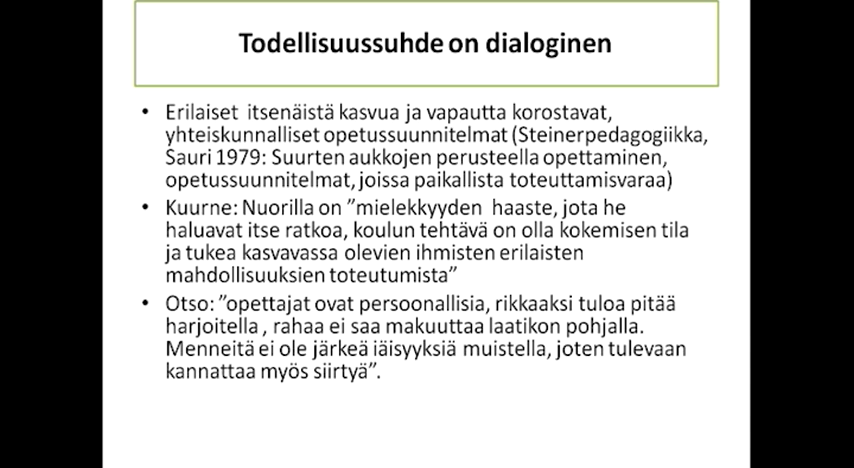 Todellisuussuhde on dialoginen
• Erilaiset itsenäistä kasvua ja vapautta korostavat,
yhteiskunnalliset opetussuunnitelmat (Steinerpedagogiikka,
Sauri 1979: Suurten aukkojen perusteella opettaminen,
opetussuunnitelmat, joissa paikallista toteuttamisvaraa)
• Kuurne: Nuorilla on ”mielekkyyden haaste, jota he
haluavat itse ratkoa, koulun tehtävä on olla kokemisen tila
ja tukea kasvavassa olevien ihmisten erilaisten
mahdollisuuksien toteutumista”
• Otso: ”opettajat ovat persoonallisia, rikkaaksi tuloa pitää
harjoitella , rahaa ei saa makuuttaa laatikon pohjalla.
Menneitä ei ole järkeä iäisyyksiä muistella, joten tulevaan
kannattaa myös siirtyä”.